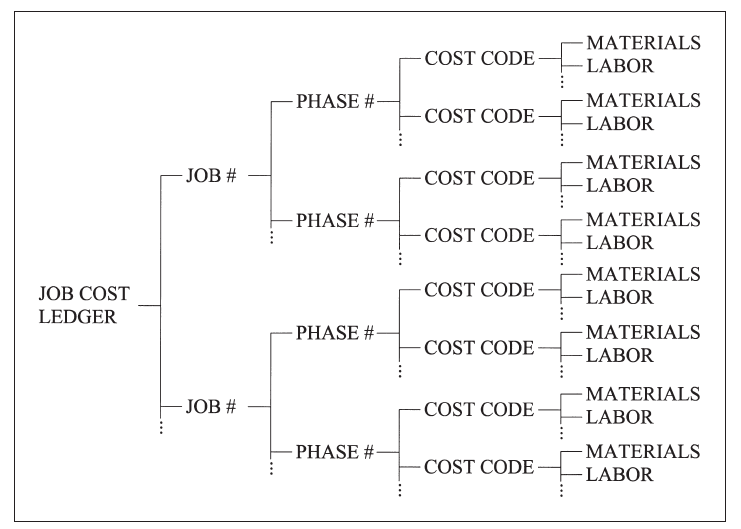 COST CODE
MATERIALS
LABOR
PHASE #
COST CODE
MATERIALS
LABOR
JOB #
COST CODE
MATERIALS
LABOR
PHASE #
COST CODE
MATERIALS
LABOR
JOB COST
LEDGER
COST CODE
MATERIALS
LABOR
PHASE #
COST CODE
MATERIALS
LABOR
JOB #
COST CODE
MATERIALS
LABOR
PHASE #
COST CODE
MATERIALS
LABOR